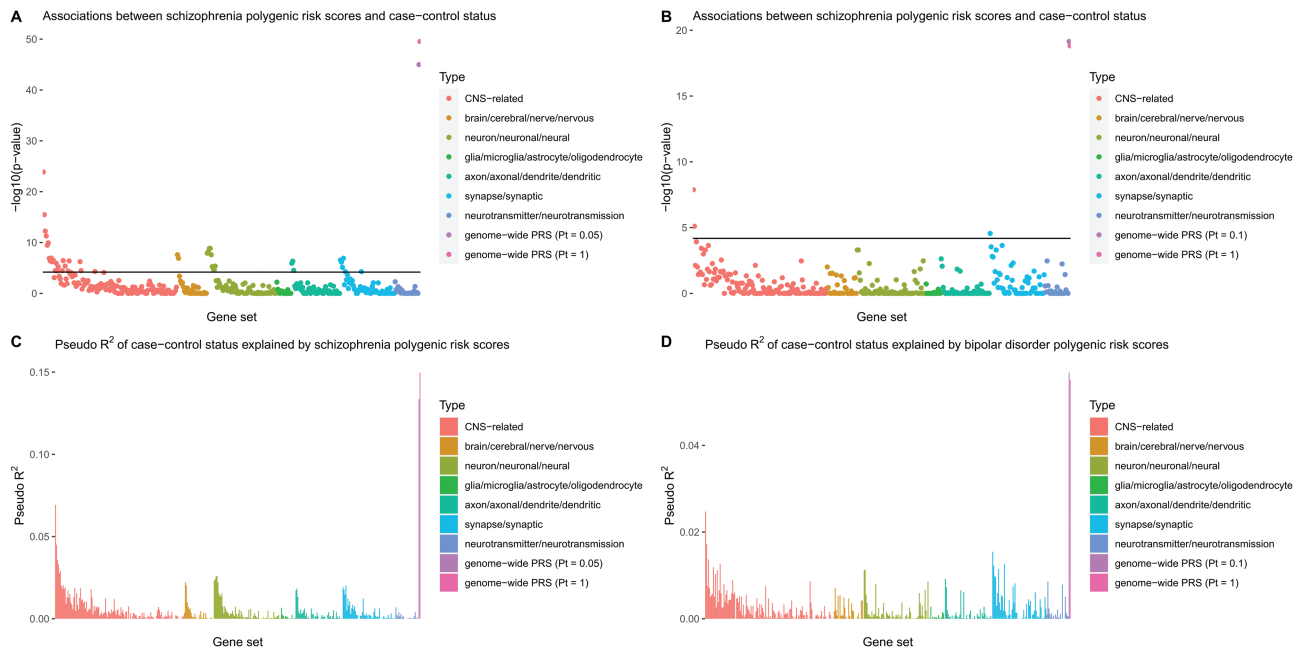 A Associations between schizophrenia polygenic risk scores and case−control status
50
40
30
20
10
0
−log10(p−value)
Gene set
Type
CNS−related
brain/cerebral/nerve/nervous
neuron/neuronal/neural
glia/microglia/astrocyte/oligodendrocyte
axon/axonal/dendrite/dendritic
synapse/synaptic
neurotransmitter/neurotransmission
genome−wide PRS (Pt = 0.05)
genome−wide PRS (Pt = 1)
B Associations between schizophrenia polygenic risk scores and case−control status
20
15
10
5
0
−log10(p−value)
Gene set
Type
CNS−related
brain/cerebral/nerve/nervous
neuron/neuronal/neural
glia/microglia/astrocyte/oligodendrocyte
axon/axonal/dendrite/dendritic
synapse/synaptic
neurotransmitter/neurotransmission
genome−wide PRS (Pt = 0.1)
genome−wide PRS (Pt = 1)
C Pseudo R² of case−control status explained by schizophrenia polygenic risk scores
0.15
0.10
0.05
0.00
Pseudo R²
Gene set
Type
CNS−related
brain/cerebral/nerve/nervous
neuron/neuronal/neural
glia/microglia/astrocyte/oligodendrocyte
axon/axonal/dendrite/dendritic
synapse/synaptic
neurotransmitter/neurotransmission
genome−wide PRS (Pt = 0.05)
genome−wide PRS (Pt = 1)
D Pseudo R² of case−control status explained by bipolar disorder polygenic risk scores
0.04
0.02
0.00
Pseudo R²
Gene set
Type
CNS−related
brain/cerebral/nerve/nervous
neuron/neuronal/neural
glia/microglia/astrocyte/oligodendrocyte
axon/axonal/dendrite/dendritic
synapse/synaptic
neurotransmitter/neurotransmission
genome−wide PRS (Pt = 0.1)
genome−wide PRS (Pt = 1)